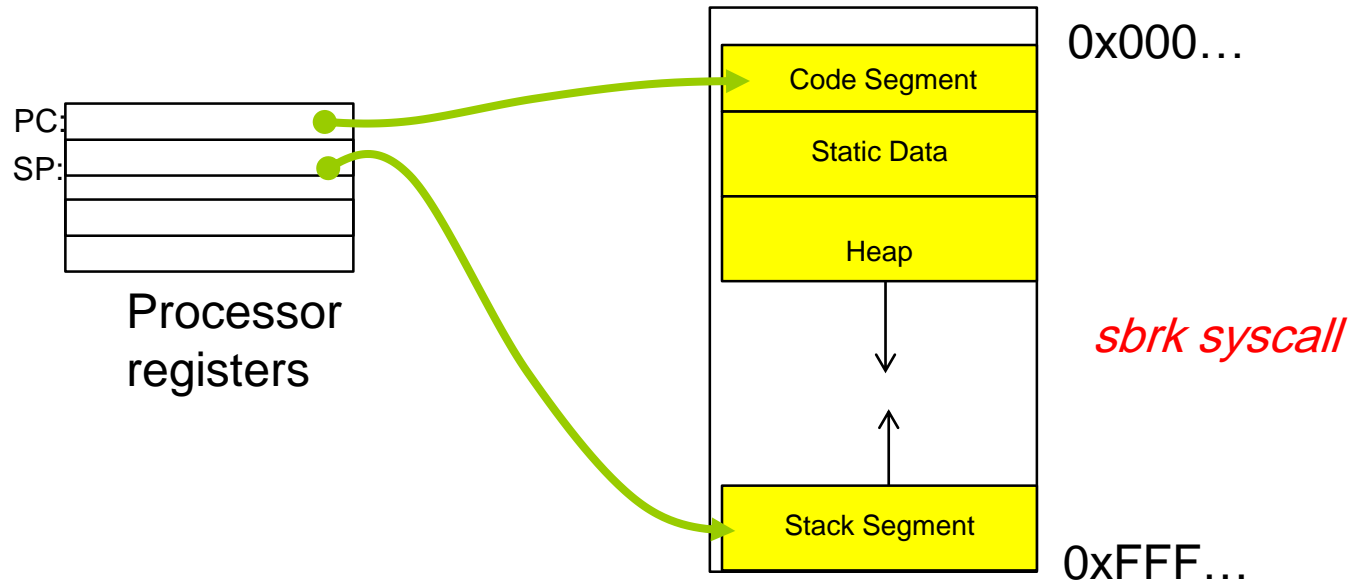 0x000…
Code Segment
PC:
Static Data
SP:
Heap
Processor
registers
sbrk syscall
Stack Segment
0xFFF…